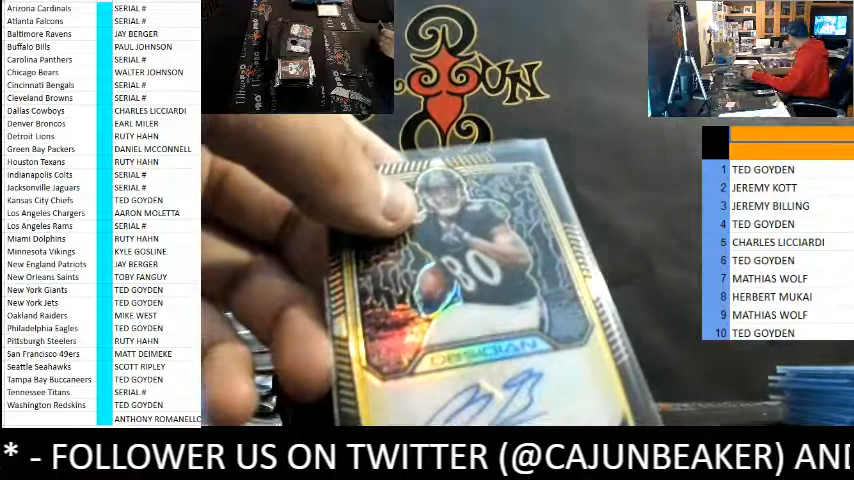 Arizona Cardinals SERIAL #
Atlanta Falcons SERIAL #
Baltimore Ravens JAY BERGER
Buffalo Bills PAUL JOHNSON
Carolina Panthers SERIAL #
Chicago Bears WALTER JOHNSON
Cincinnati Bengals SERIAL #
Cleveland Browns SERIAL #
Dallas Cowboys CHARLES LICCIARDI
Denver Broncos EARL MILER
Detroit Lions RUTY HAHN
Green Bay Packers DANIEL MCCONNELL
Houston Texans RUTY HAHN
Indianapolis Colts SERIAL #
Jacksonville Jaguars SERIAL #
Kansas City Chiefs TED GOYDEN
Los Angeles Chargers AARON MOLETTA
Los Angeles Rams SERIAL #
Miami Dolphins RUTY HAHN
Minnesota Vikings KYLE GOSLINE
New England Patriots JAY BERGER
New Orleans Saints TOBY FANGUY
New York Giants TED GOYDEN
New York Jets TED GOYDEN
Oakland Raiders MIKE WEST
Philadelphia Eagles TED GOYDEN
Pittsburgh Steelers RUTY HAHN
San Francisco 49ers MATT DEIMEKE
Seattle Seahawks SCOTT RIPLEY
Tampa Bay Buccaneers TED GOYDEN
Tennessee Titans SERIAL #
Washington Redskins TED GOYDEN
ANTHONY ROMANELLO
GUN
80
OBSIDIAN
1 TED GOYDEN
2 JEREMY KOTT
3 JEREMY BILLING
4 TED GOYDEN
5 CHARLES LICCIARDI
6 TED GOYDEN
7 MATHIAS WOLF
8 HERBERT MUKAI
9 MATHIAS WOLF
10 TED GOYDEN
* - FOLLOWER US ON TWITTER (@CAJUNBEAKER) ANI